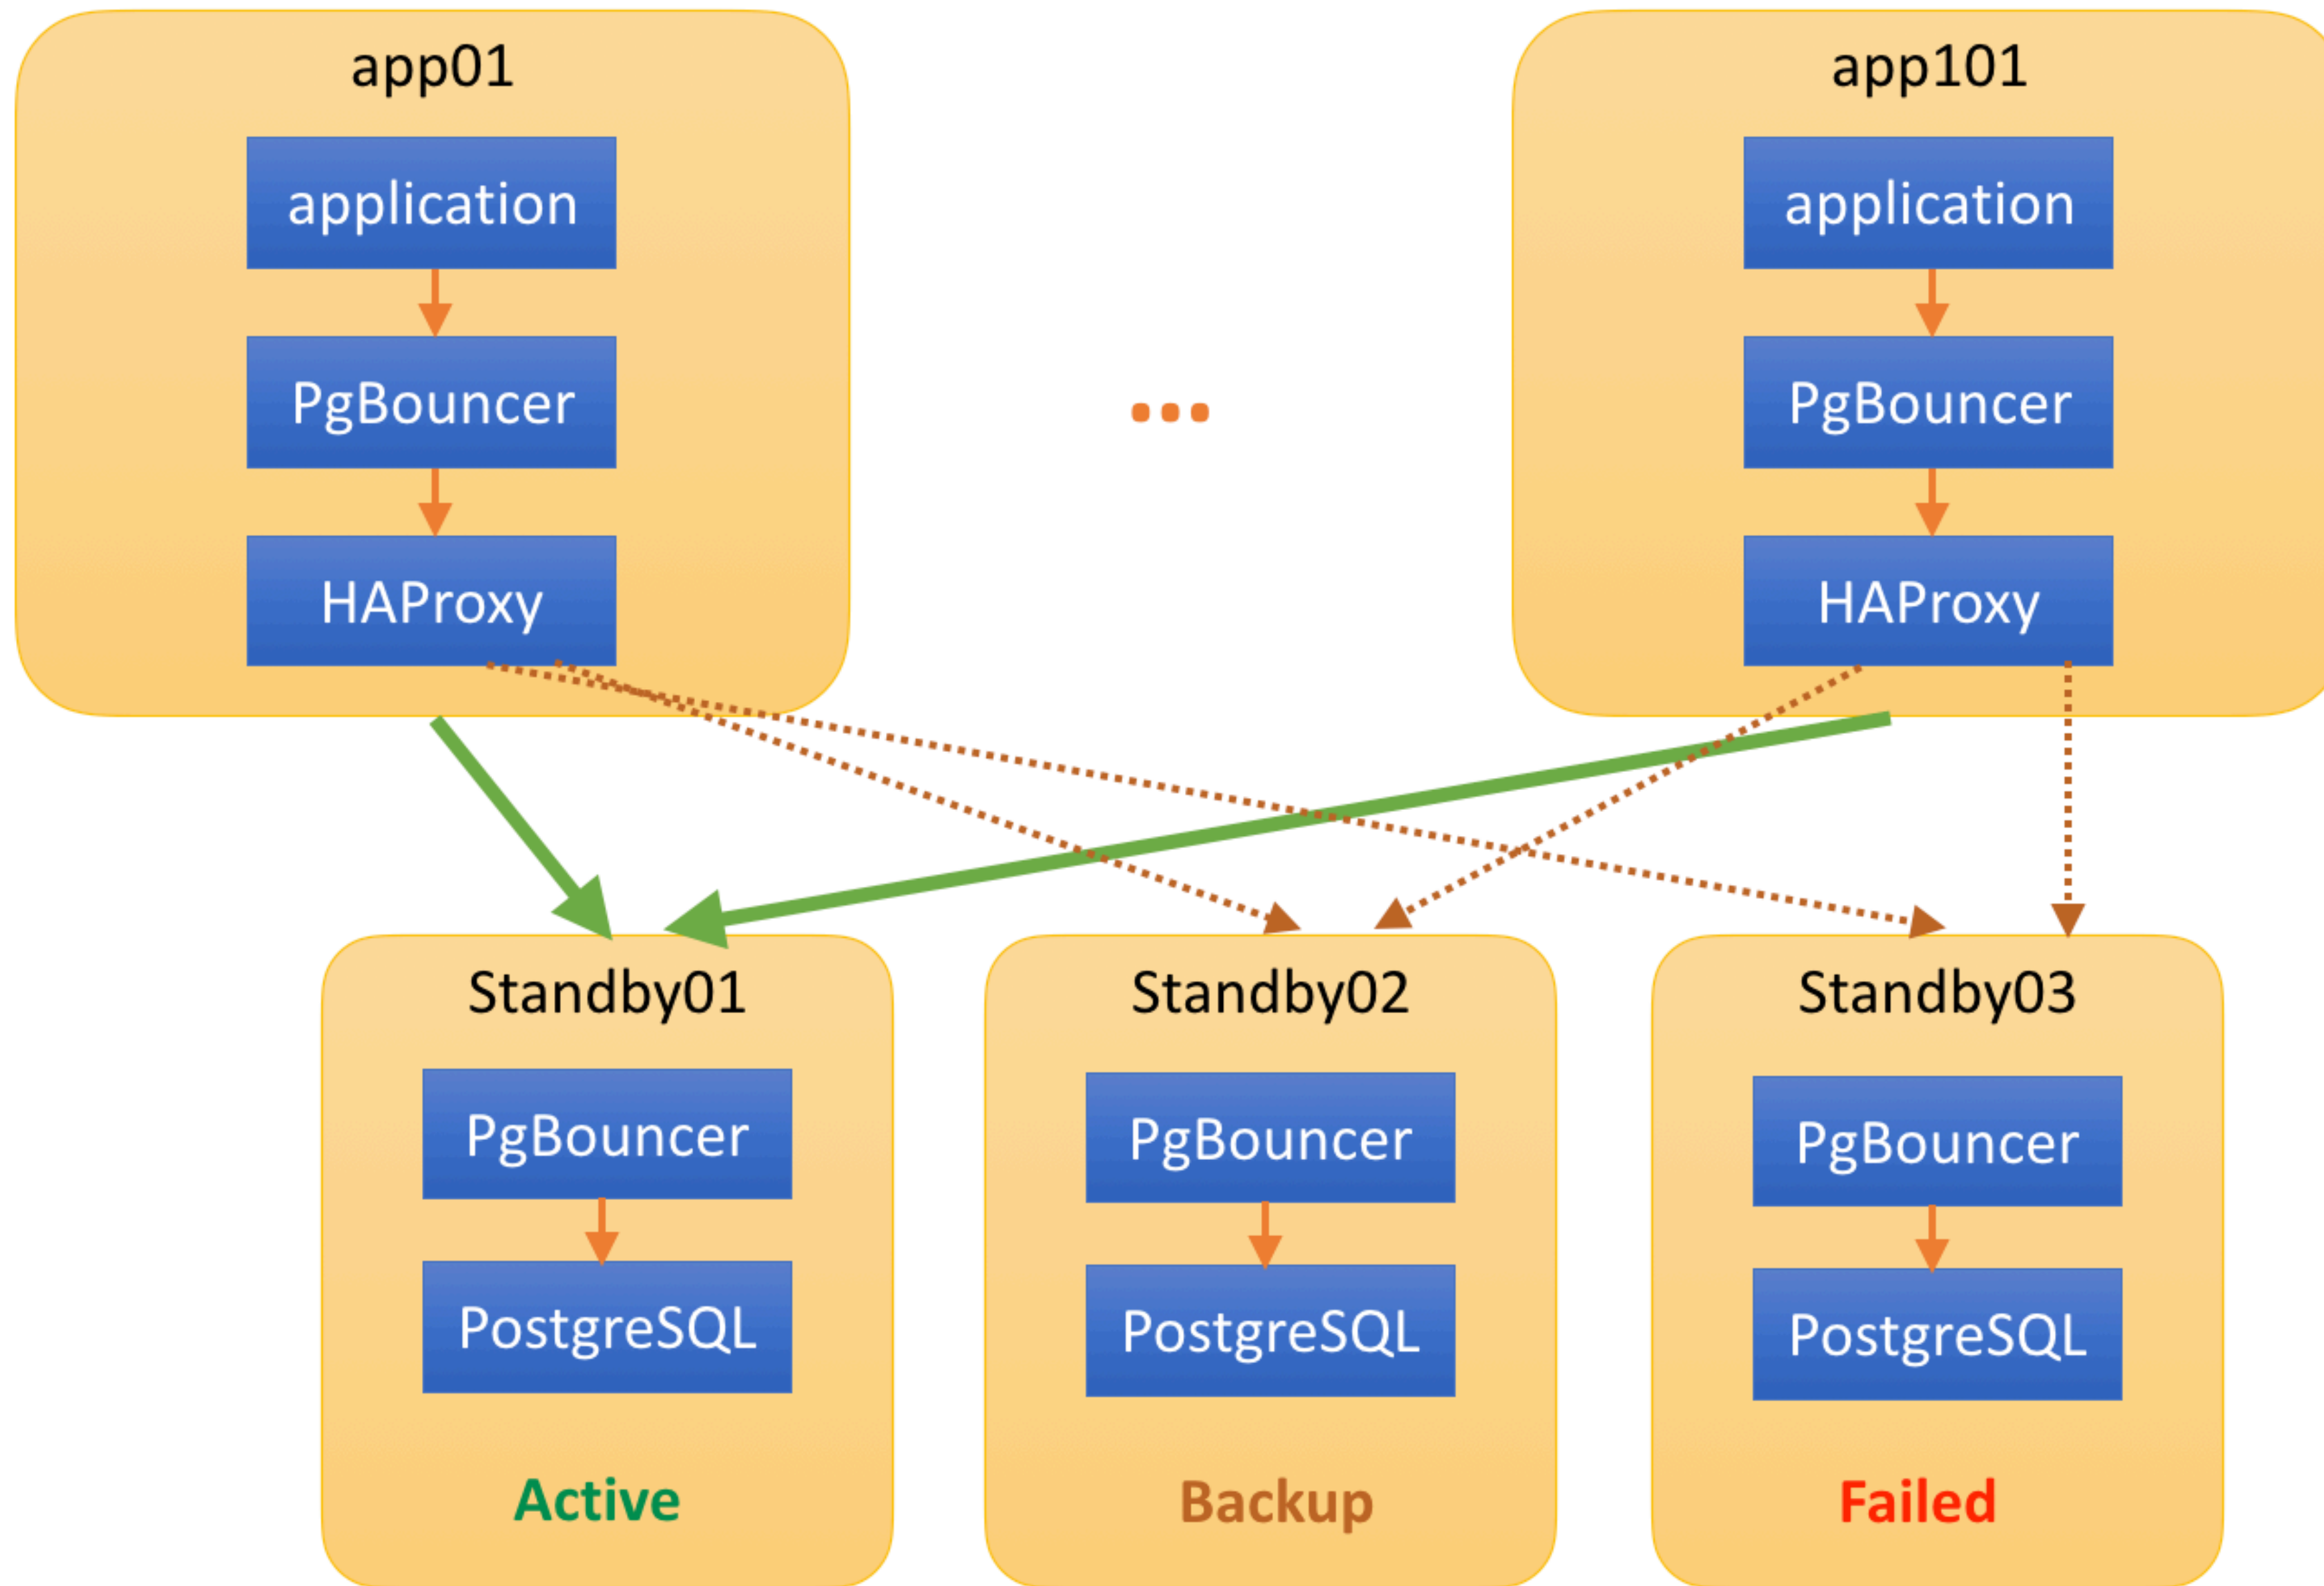 app01
application
PgBouncer
HAProxy
...
app101
application
PgBouncer
HAProxy
Standby01
PgBouncer
PostgreSQL
Active
Standby02
PgBouncer
PostgreSQL
Backup
Standby03
PgBouncer
PostgreSQL
Failed